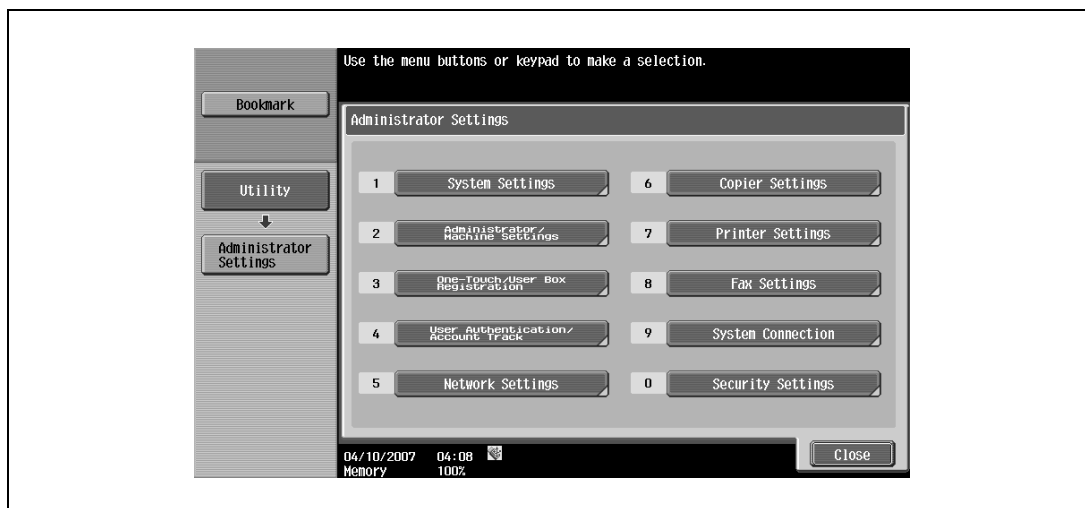 Use the menu buttons or keypad to make a selection.
Bookmark
Administrator Settings
Utility
Administrator
Settings
1 System Settings
2 Administrator/
Machine Settings
3 One-Touch/User Box
Registration
4 User Authentication/
Account Track
5 Network Settings
6 Copier Settings
7 Printer Settings
8 Fax Settings
9 System Connection
0 Security Settings
04/10/2007 04:08
Memory 100%
Close